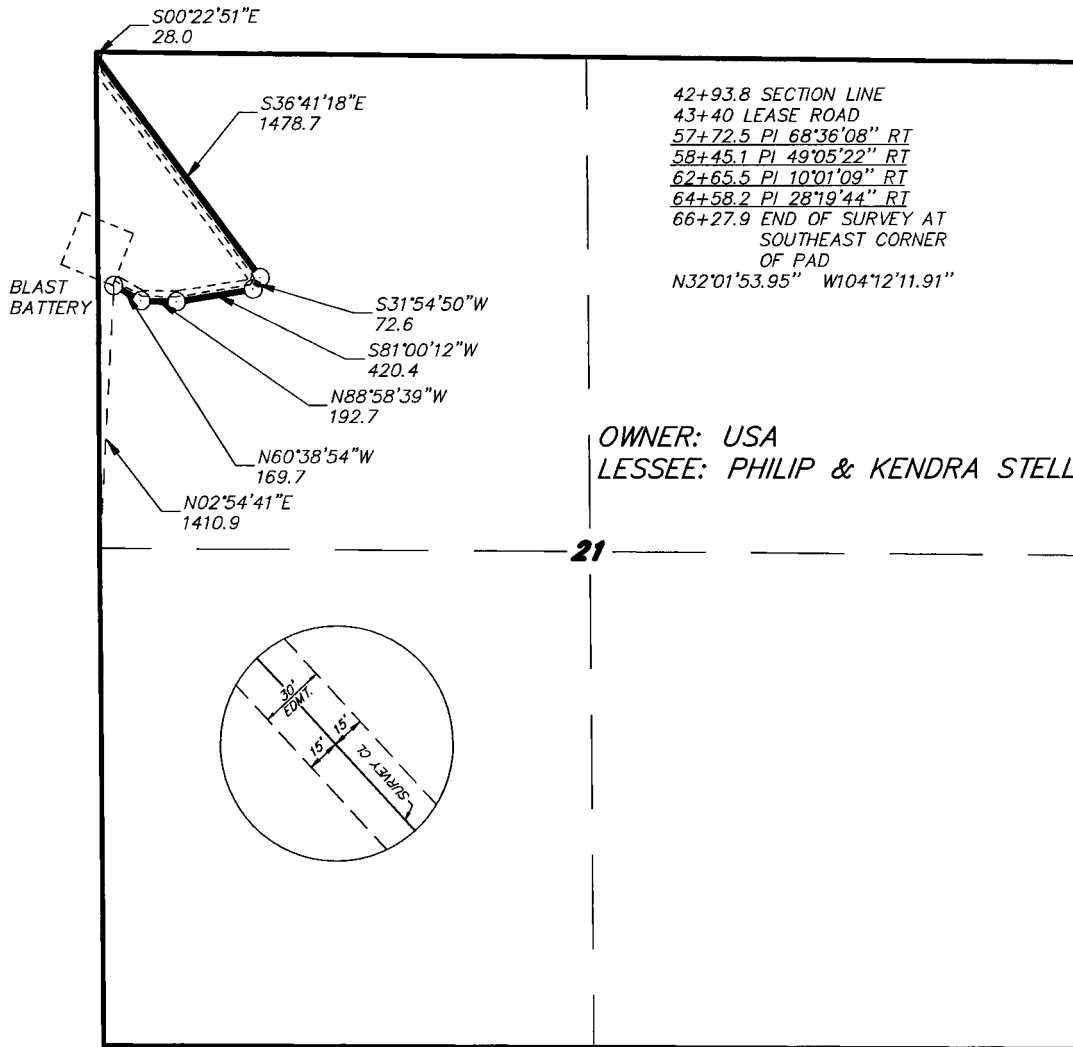 S00°22'51"E
28.0
S36°41'18"E
1478.7
42+93.8 SECTION LINE
43+40 LEASE ROAD
57+72.5 PI 68°36'08" RT
58+45.1 PI 49°05'22" RT
62+65.5 PI 10°01'09" RT
64+58.2 PI 28°19'44" RT
66+27.9 END OF SURVEY AT
SOUTHEAST CORNER
OF PAD
N32°01'53.95" W104°12'11.91"
BLAST
BATTERY
S31°54'50"W
72.6
S81°00'12"W
420.4
N88°58'39"W
192.7
N60°38'54"W
169.7
N02°54'41"E
1410.9
OWNER: USA
LESSEE: PHILIP & KENDRA STELL
21
30'
EDMT.
15'
15'
SURVEY CL